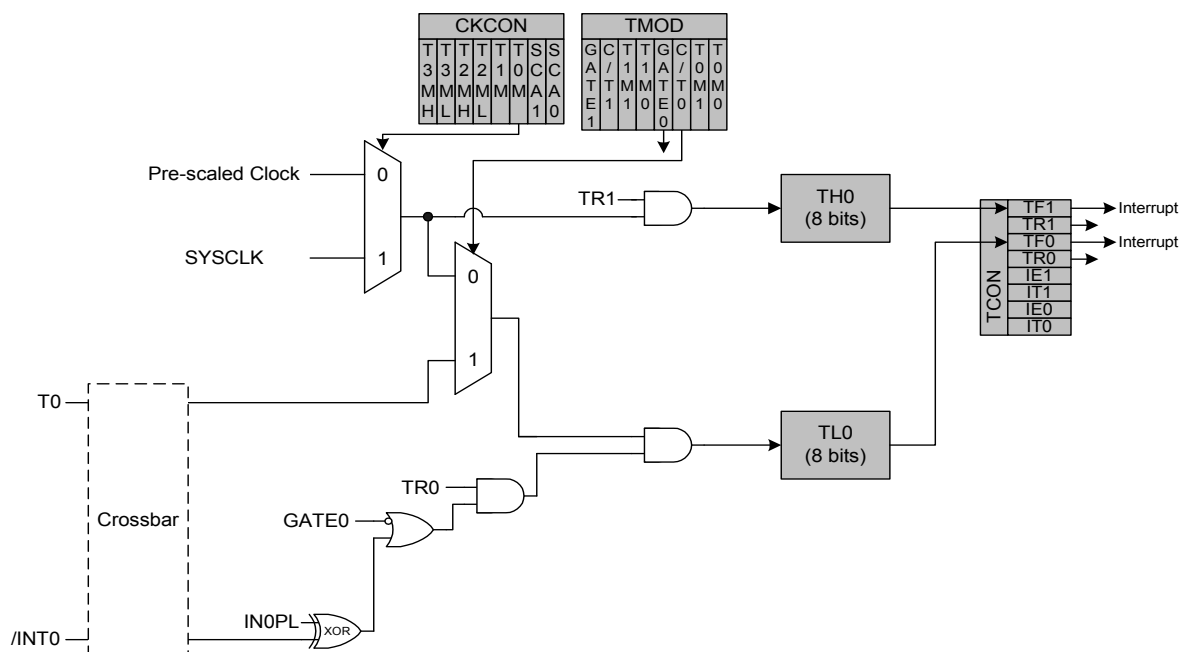 CKCON
T3MH
T3ML
T2MH
T2ML
T1M
T0M
SCA1
SCA0
TMOD
GATE1
C/T1
T1M1
T1M0
GATE0
C/T0
T0M1
T0M0
Pre-scaled Clock
0
SYSCLK
1
TR1
TH0
(8 bits)
TCON
TF1
TR1
TF0
TR0
IE1
IT1
IE0
IT0
Interrupt
Interrupt
0
1
T0
Crossbar
TL0
(8 bits)
TR0
GATE0
IN0PL
XOR
/INT0